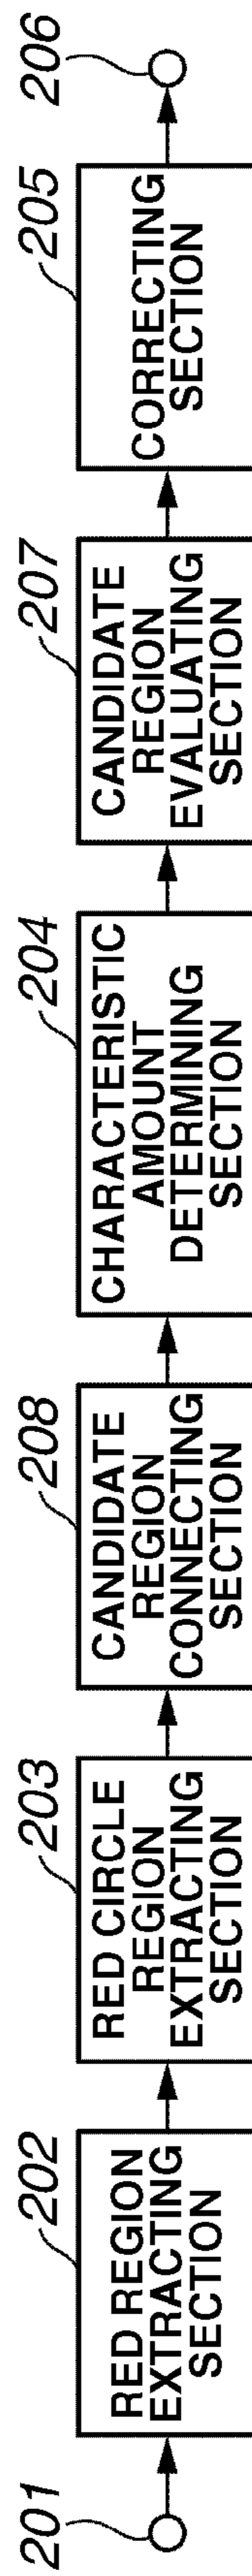 201
202
RED REGION
EXTRACTING
SECTION
203
RED CIRCLE
REGION
EXTRACTING
SECTION
208
CANDIDATE
REGION
CONNECTING
SECTION
204
CHARACTERISTIC
AMOUNT
DETERMINING
SECTION
207
CANDIDATE
REGION
EVALUATING
SECTION
205
CORRECTING
SECTION
206